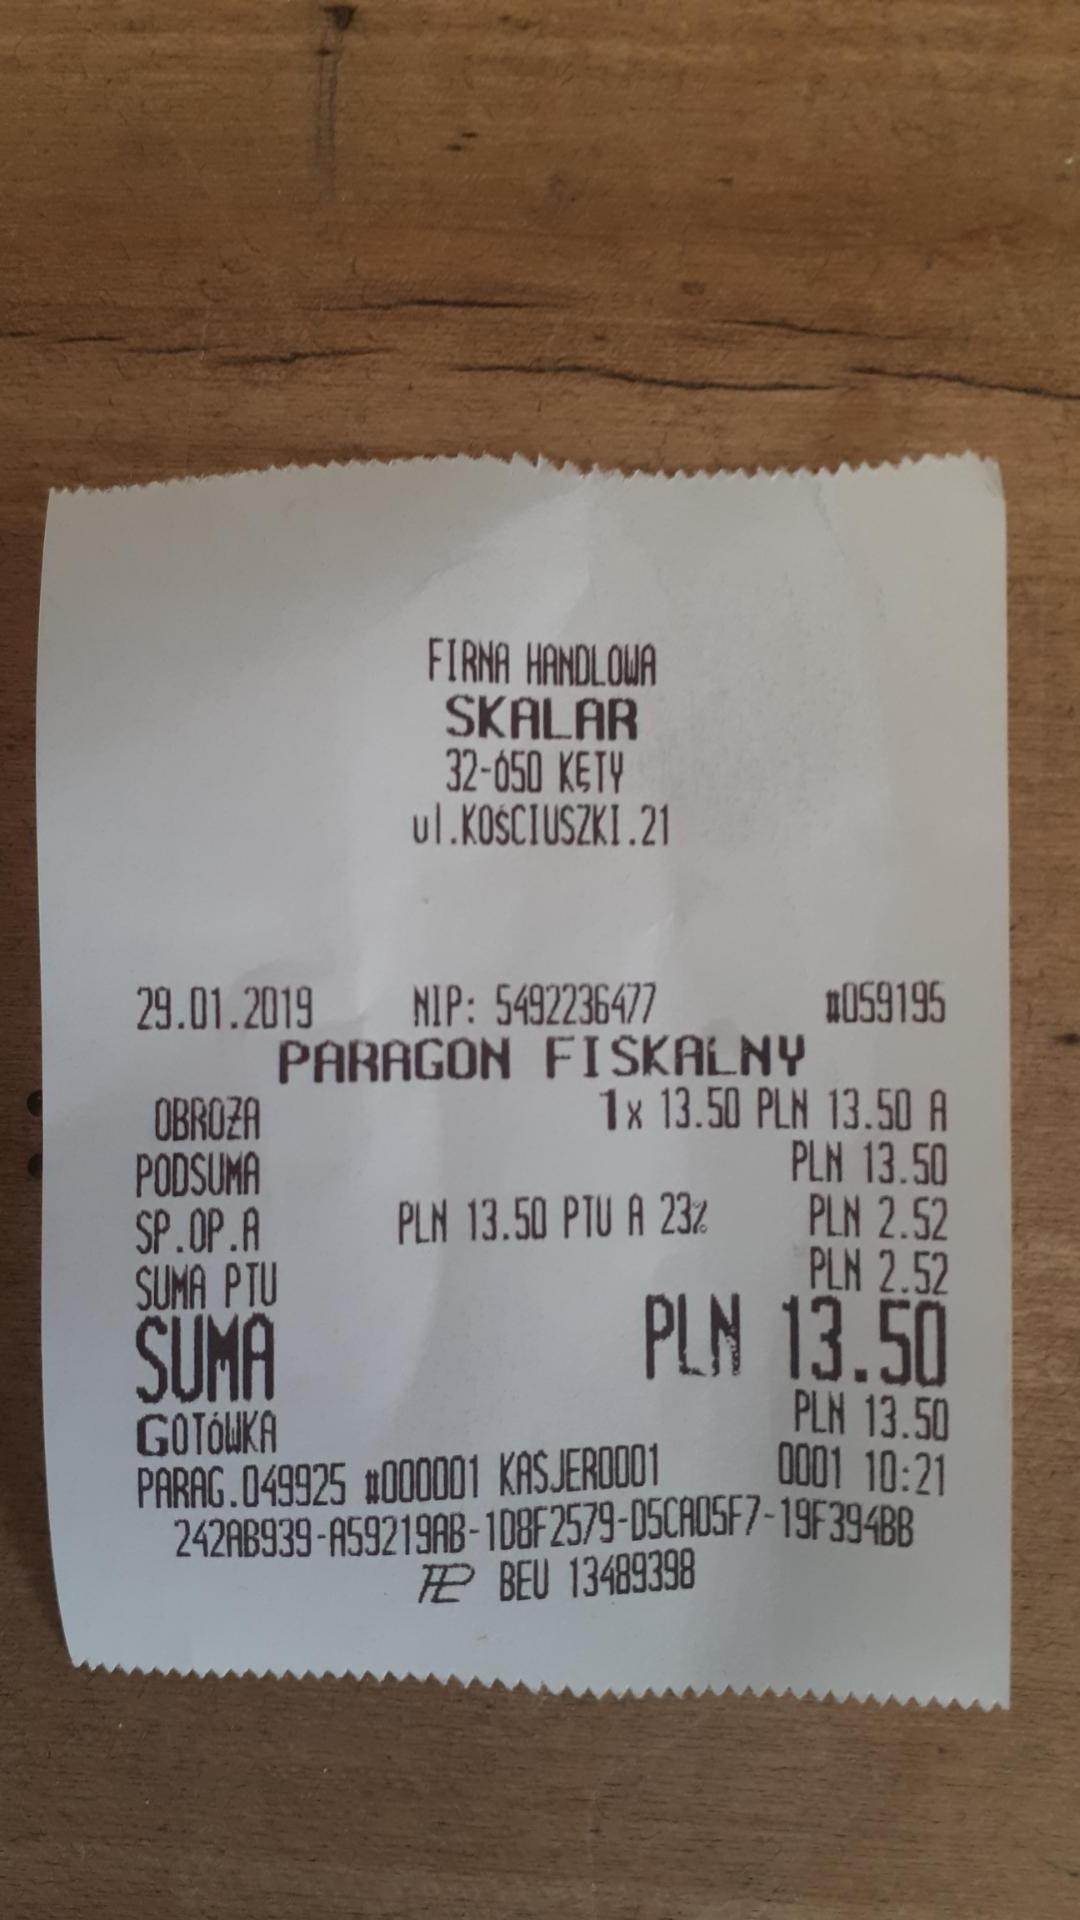 FIRMA HANDLOWA
SKALAR
32-650 KĘTY
ul.KOŚCIUSZKI.21
29.01.2019 NIP: 5492236477 #059195
PARAGON FISKALNY
OBROŻA 1x 13.50 PLN 13.50 A
PODSUMA PLN 13.50
SP.OP.A PLN 13.50 PTU A 23% PLN 2.52
SUMA PTU PLN 2.52
SUMA PLN 13.50
GOTÓWKA PLN 13.50
PARAG.049925 #000001 KASJER0001 0001 10:21
242AB939-A59219AB-1D8F2579-D5CA05F7-19F394BB
BEU 13489398